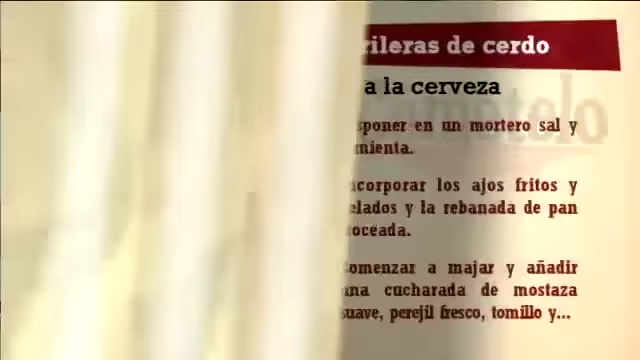 rileras de cerdo
a la cerveza
sponer en un mortero sal y
mienta.
corporar los ajos fritos y
elados y la rebanada de pan
oceada.
omenzar a majar y añadir
una cucharada de mostaza
suave, perejil fresco, tomillo y...